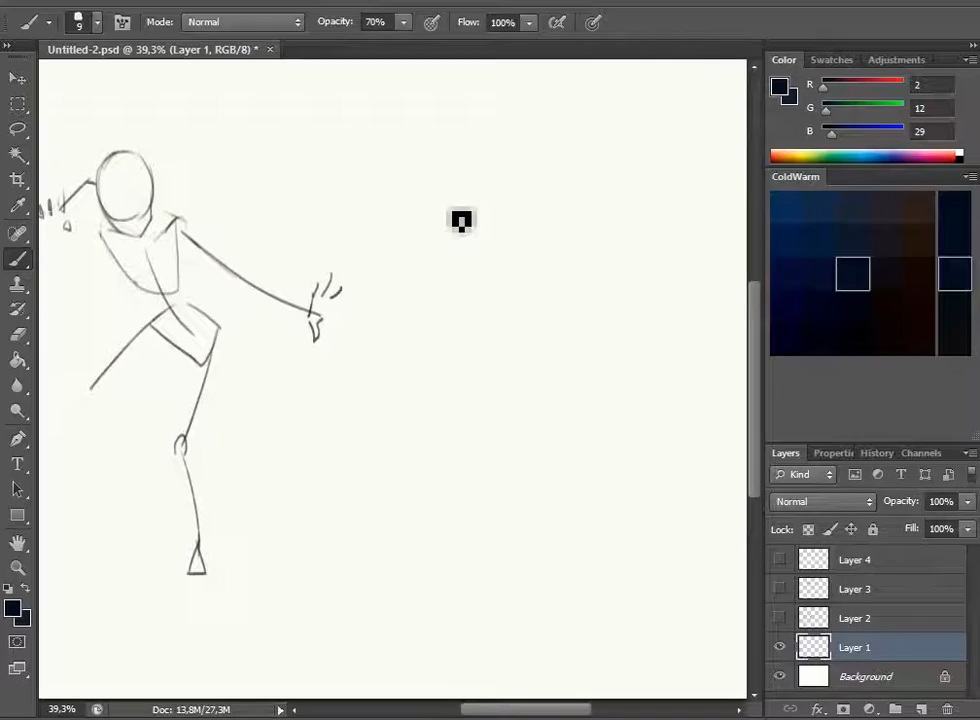 9 Mode: Normal Opacity: 70% Flow: 100%
Untitled-2.psd @ 39,3% (Layer 1, RGB/8) * ×
Color Swatches Adjustments
R 2
G 12
B 29
ColdWarm
Layers Properti History Channels
Kind
Normal Opacity: 100%
Lock: Fill: 100%
Layer 4
Layer 3
Layer 2
Layer 1
Background
39,3% Doc: 13,8M/27,3M